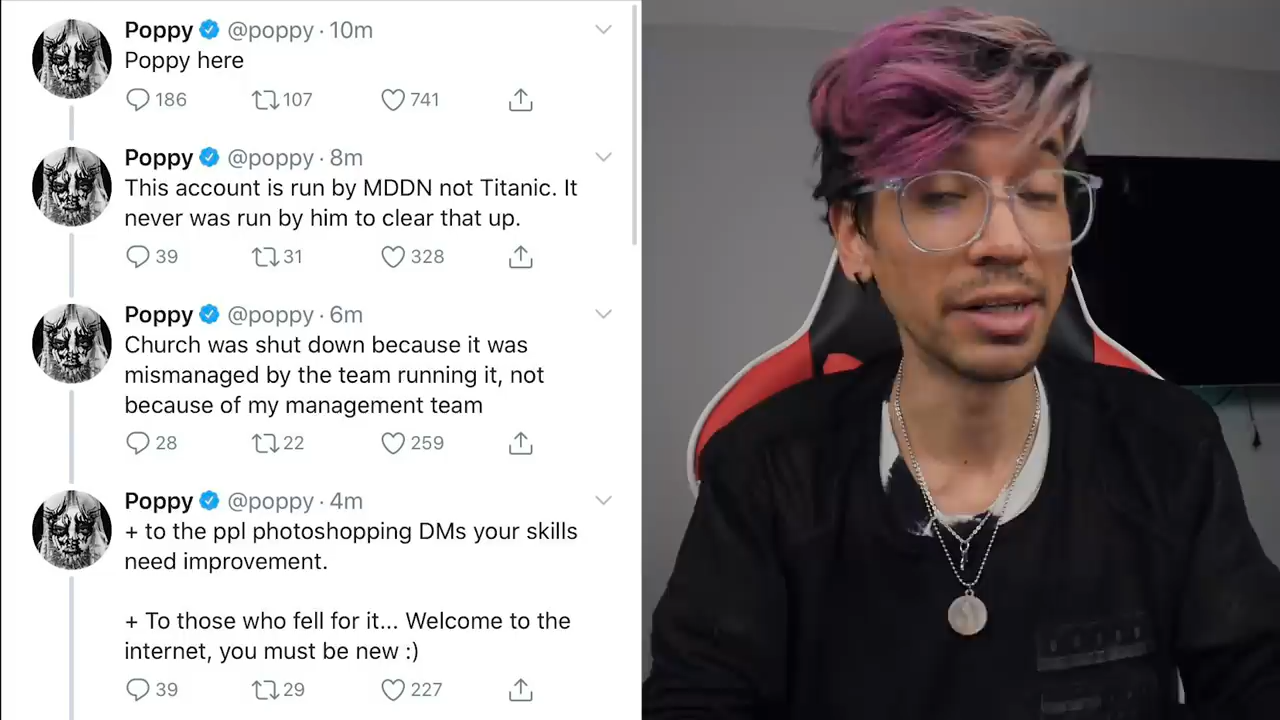 Poppy @poppy · 10m
Poppy here
186 107 741
Poppy @poppy · 8m
This account is run by MDDN not Titanic. It
never was run by him to clear that up.
39 31 328
Poppy @poppy · 6m
Church was shut down because it was
mismanaged by the team running it, not
because of my management team
28 22 259
Poppy @poppy · 4m
+ to the ppl photoshopping DMs your skills
need improvement.
+ To those who fell for it... Welcome to the
internet, you must be new :)
39 29 227